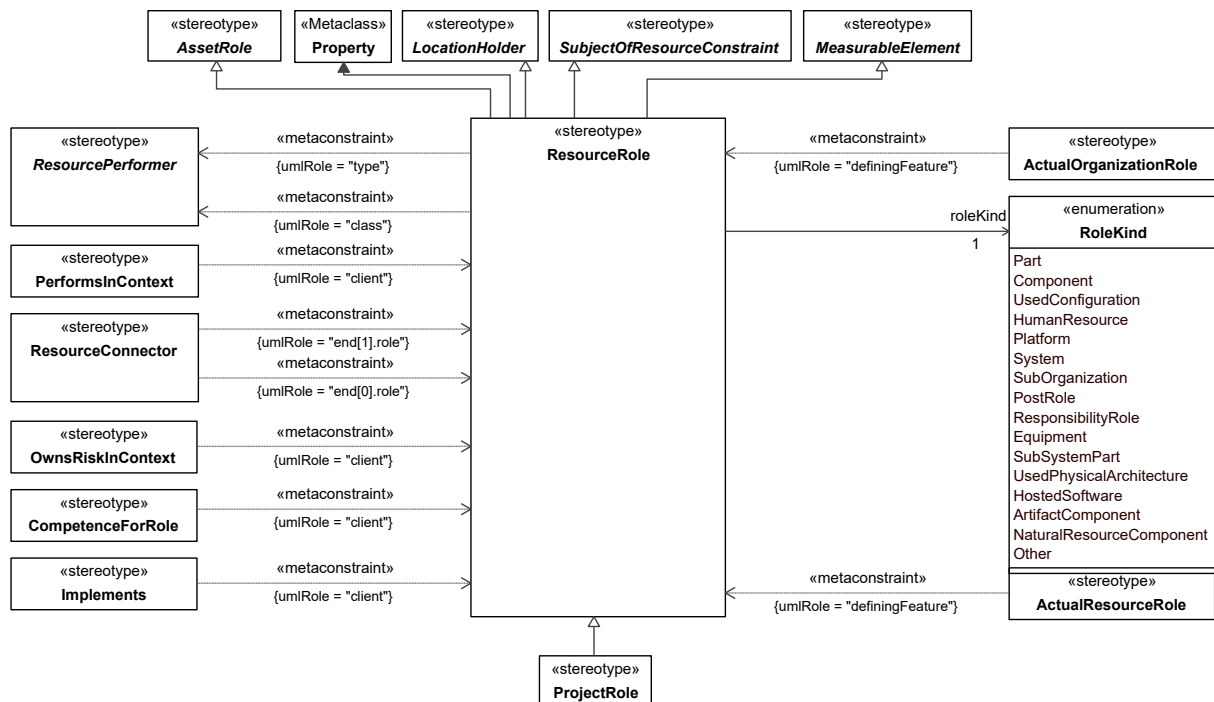 «stereotype»
AssetRole
«Metaclass»
Property
«stereotype»
LocationHolder
«stereotype»
SubjectOfResourceConstraint
«stereotype»
MeasurableElement
«stereotype»
ResourcePerformer
«metaconstraint»
{umlRole = "type"}
«metaconstraint»
{umlRole = "class"}
«stereotype»
PerformsInContext
«metaconstraint»
{umlRole = "client"}
«stereotype»
ResourceConnector
«metaconstraint»
{umlRole = "end[1].role"}
«metaconstraint»
{umlRole = "end[0].role"}
«stereotype»
OwnsRiskInContext
«metaconstraint»
{umlRole = "client"}
«stereotype»
CompetenceForRole
«metaconstraint»
{umlRole = "client"}
«stereotype»
Implements
«metaconstraint»
{umlRole = "client"}
«stereotype»
ResourceRole
«metaconstraint»
{umlRole = "definingFeature"}
«stereotype»
ActualOrganizationRole
roleKind
1
«enumeration»
RoleKind
Part
Component
UsedConfiguration
HumanResource
Platform
System
SubOrganization
PostRole
ResponsibilityRole
Equipment
SubSystemPart
UsedPhysicalArchitecture
HostedSoftware
ArtifactComponent
NaturalResourceComponent
Other
«metaconstraint»
{umlRole = "definingFeature"}
«stereotype»
ActualResourceRole
«stereotype»
ProjectRole